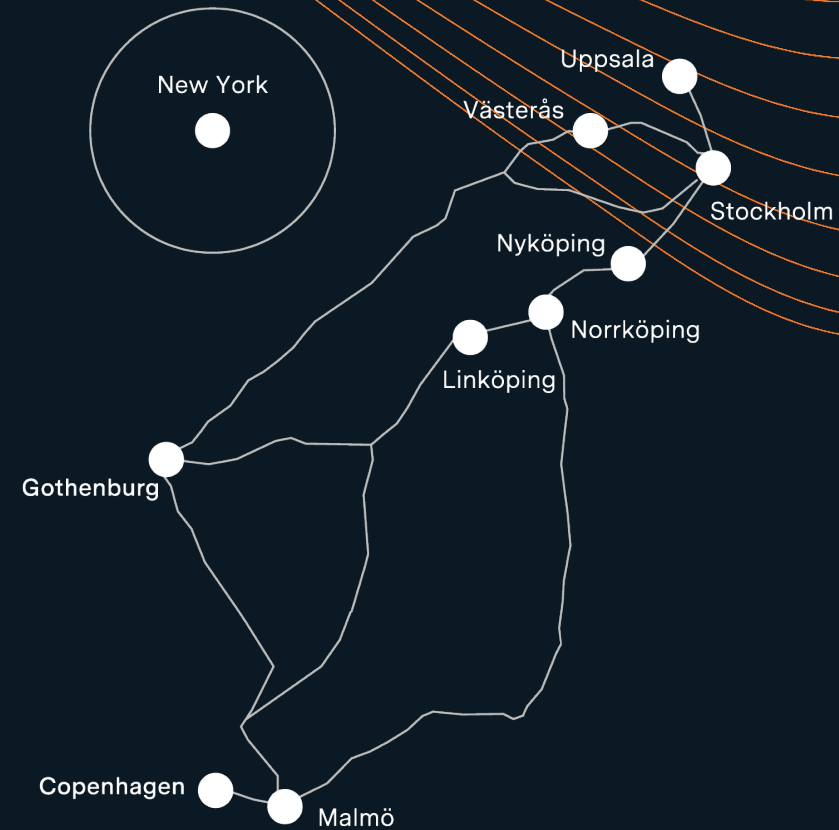 Uppsala
New York
Västerås
Stockholm
Nyköping
Norrköping
Linköping
Gothenburg
Copenhagen
Malmö